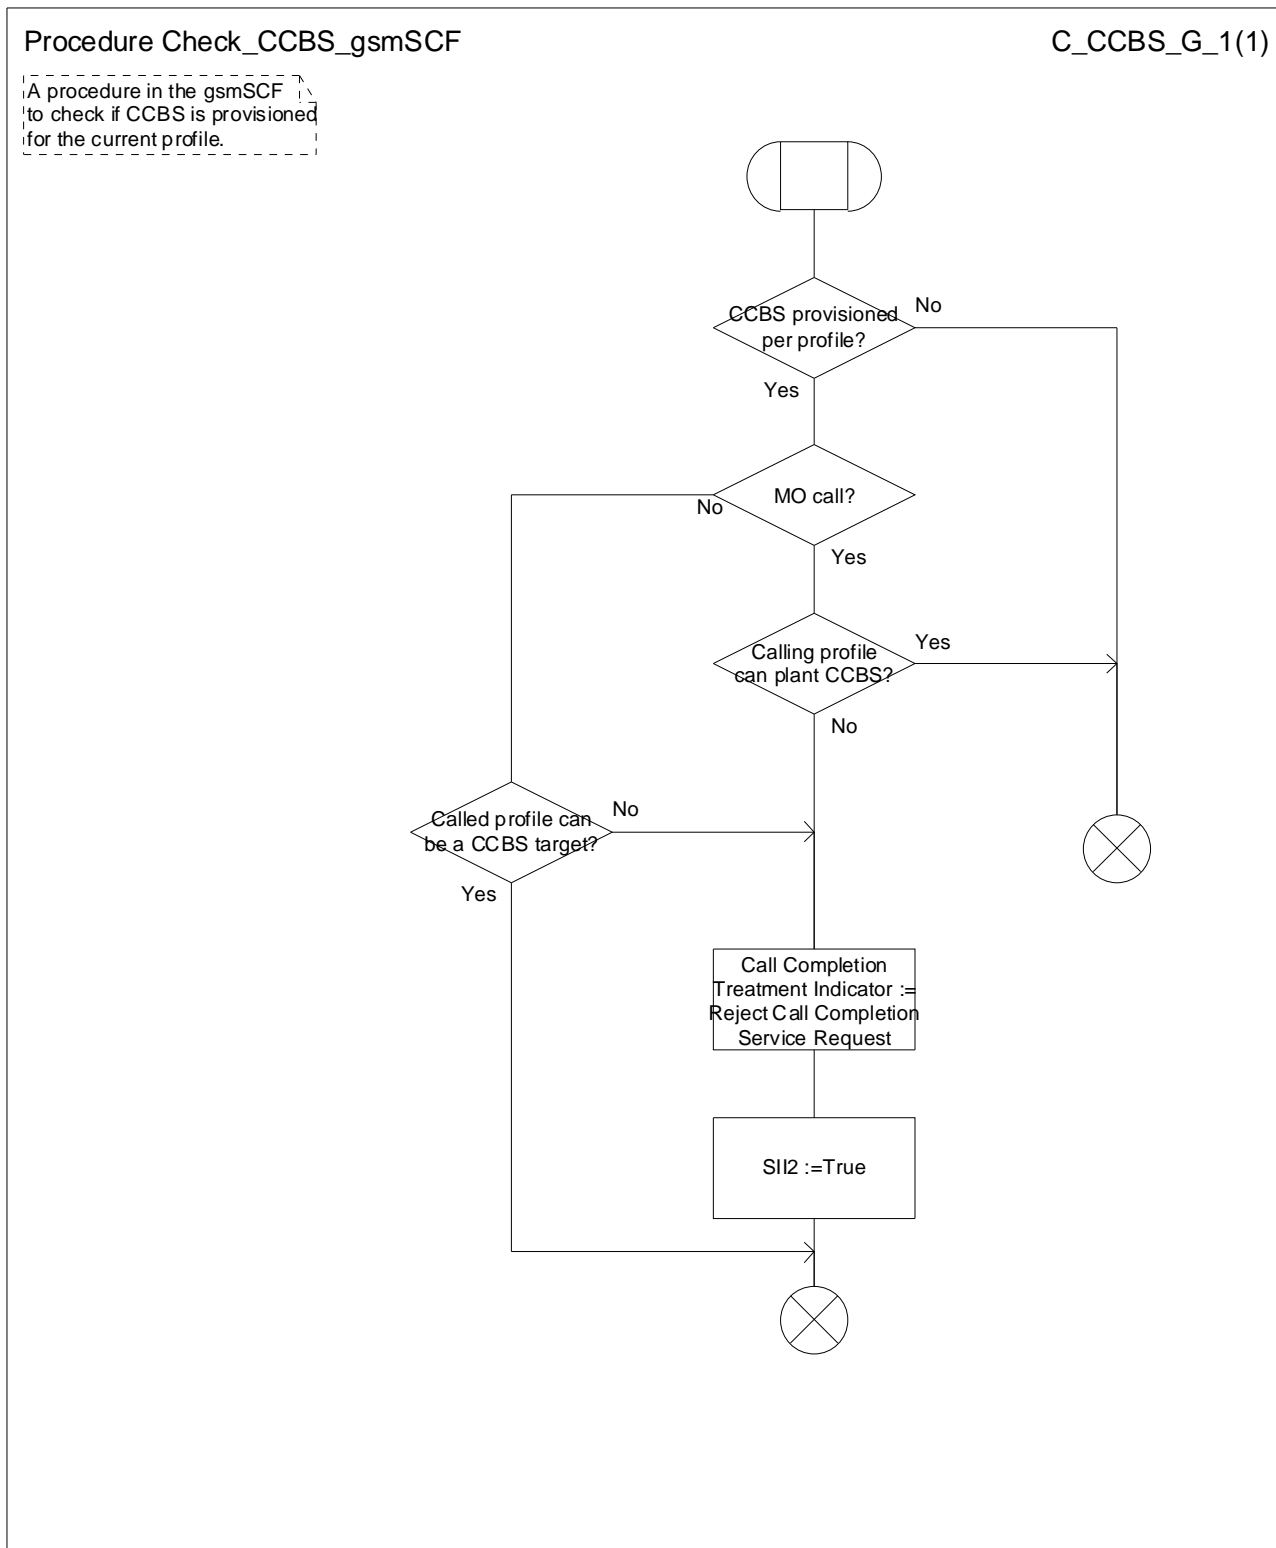 Procedure Check_CCBS_gsmSCF
C_CCBS_G_1(1)
A procedure in the gsmSCF
to check if CCBS is provisioned
for the current profile.
CCBS provisioned
per profile?
No
Yes
MO call?
No
Yes
Calling profile
can plant CCBS?
Yes
No
Called profile can
be a CCBS target?
No
Yes
Call Completion
Treatment Indicator :=
Reject Call Completion
Service Request
SII2 :=True